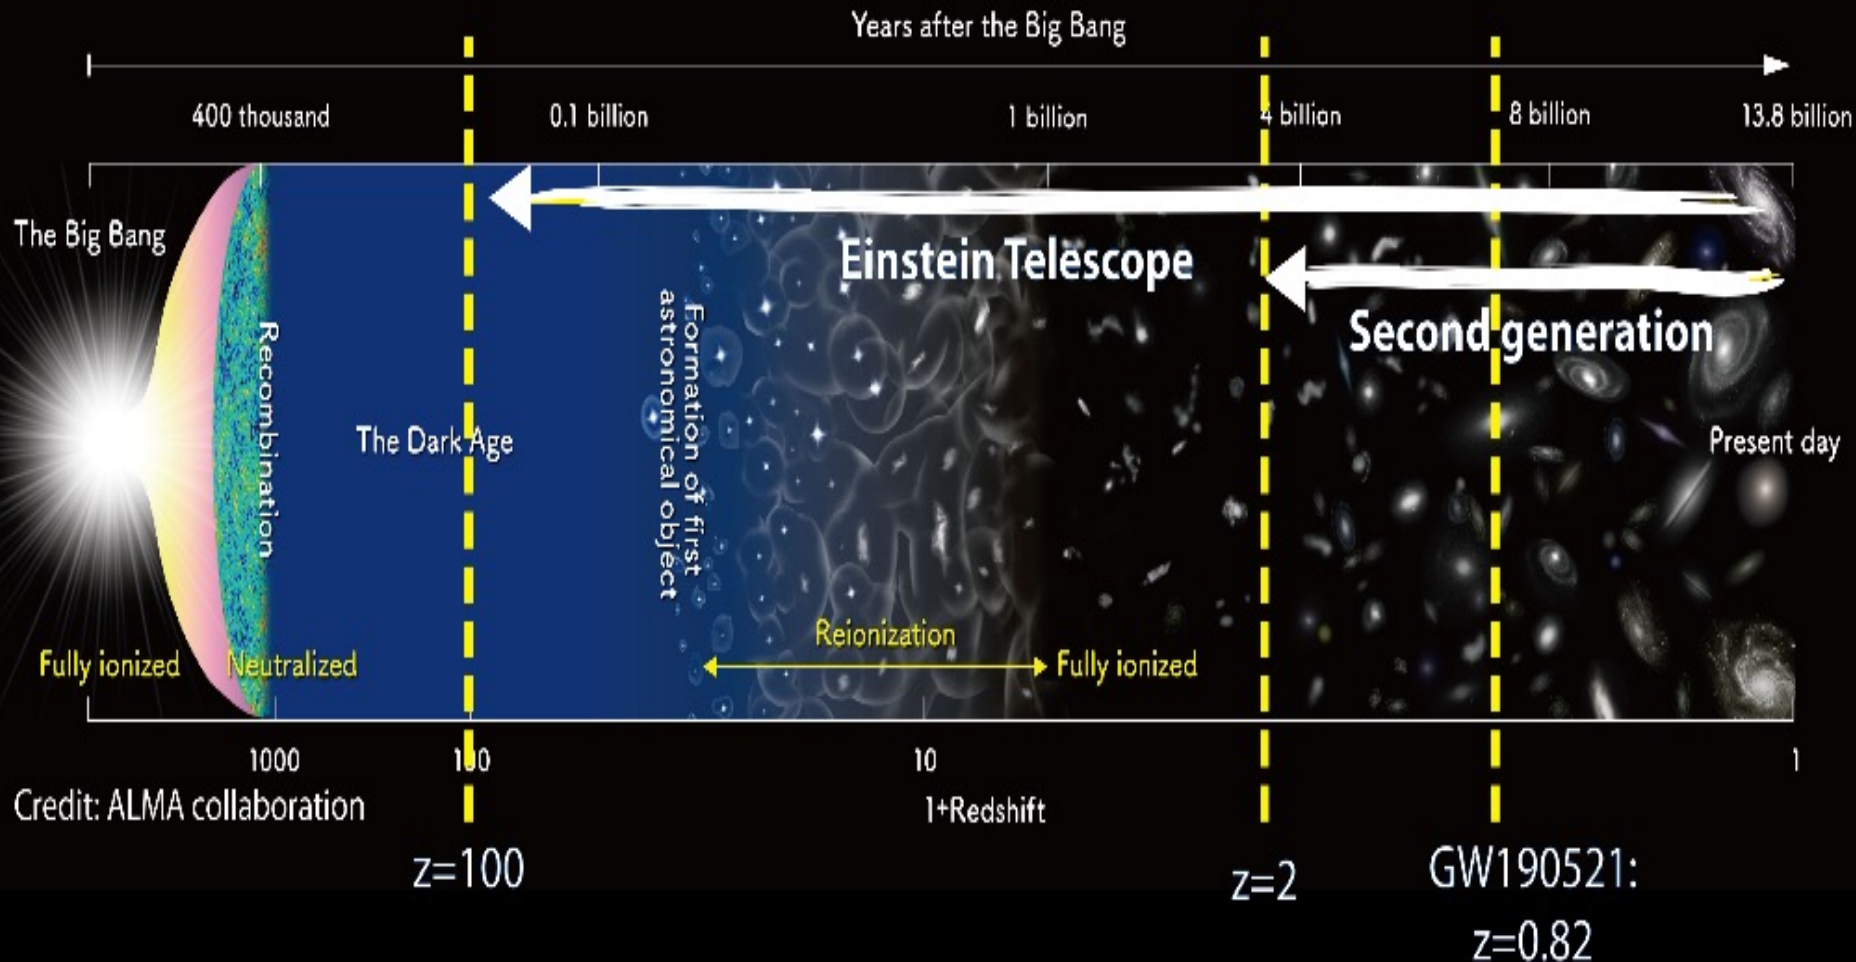 Years after the Big Bang
400 thousand
0.1 billion
1 billion
4 billion
8 billion
13.8 billion
The Big Bang
Einstein Telescope
Second generation
Recombination
The Dark Age
Formation of first
astronomical object
Present day
Reionization
Fully ionized
Neutralized
Fully ionized
1000
100
10
1
Credit: ALMA collaboration
1+Redshift
z=100
z=2
GW190521:
z=0.82